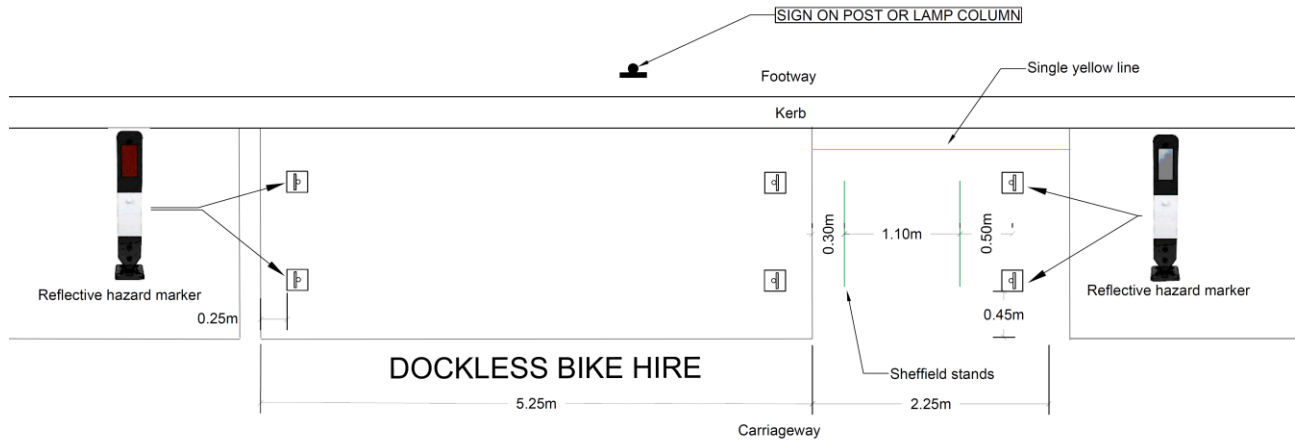 SIGN ON POST OR LAMP COLUMN
Footway
Single yellow line
Kerb
0.30m
1.10m
0.50m
Reflective hazard marker
Reflective hazard marker
0.25m
0.45m
DOCKLESS BIKE HIRE
Sheffield stands
5.25m
2.25m
Carriageway